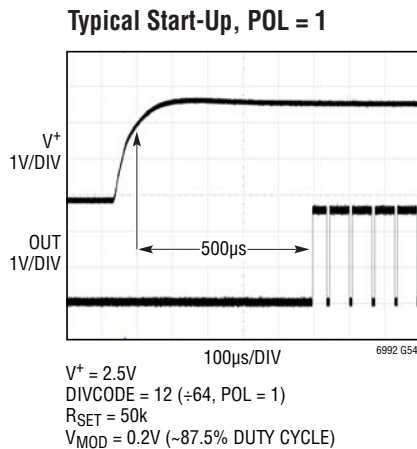 Typical Start-Up, POL = 1
V+
1V/DIV
OUT
1V/DIV
500µs
100µs/DIV
6992 G54
V+ = 2.5V
DIVCODE = 12 (÷64, POL = 1)
RSET = 50k
VMOD = 0.2V (~87.5% DUTY CYCLE)